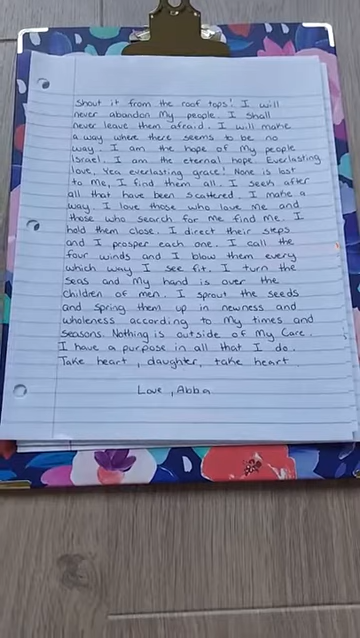 Shout it from the roof tops! I will
never abandon My people. I shall
never leave them afraid. I will make
a way where there seems to be no
way. I am the hope of My people
Israel. I am the eternal hope. Everlasting
love, Yea everlasting grace! None is lost
to Me, I find them all. I seek after
all that have been scattered. I make a
way. I love those who love Me and
those who search for Me find Me. I
hold them close. I direct their steps
and I prosper each one. I call the
four winds and I blow them every
which way I see fit. I turn the
seas and My hand is over the
children of men. I sprout the seeds
and spring them up in newness and
wholeness according to My times and
seasons. Nothing is outside of My Care.
I have a purpose in all that I do.
Take heart, daughter, take heart
Love, Abba